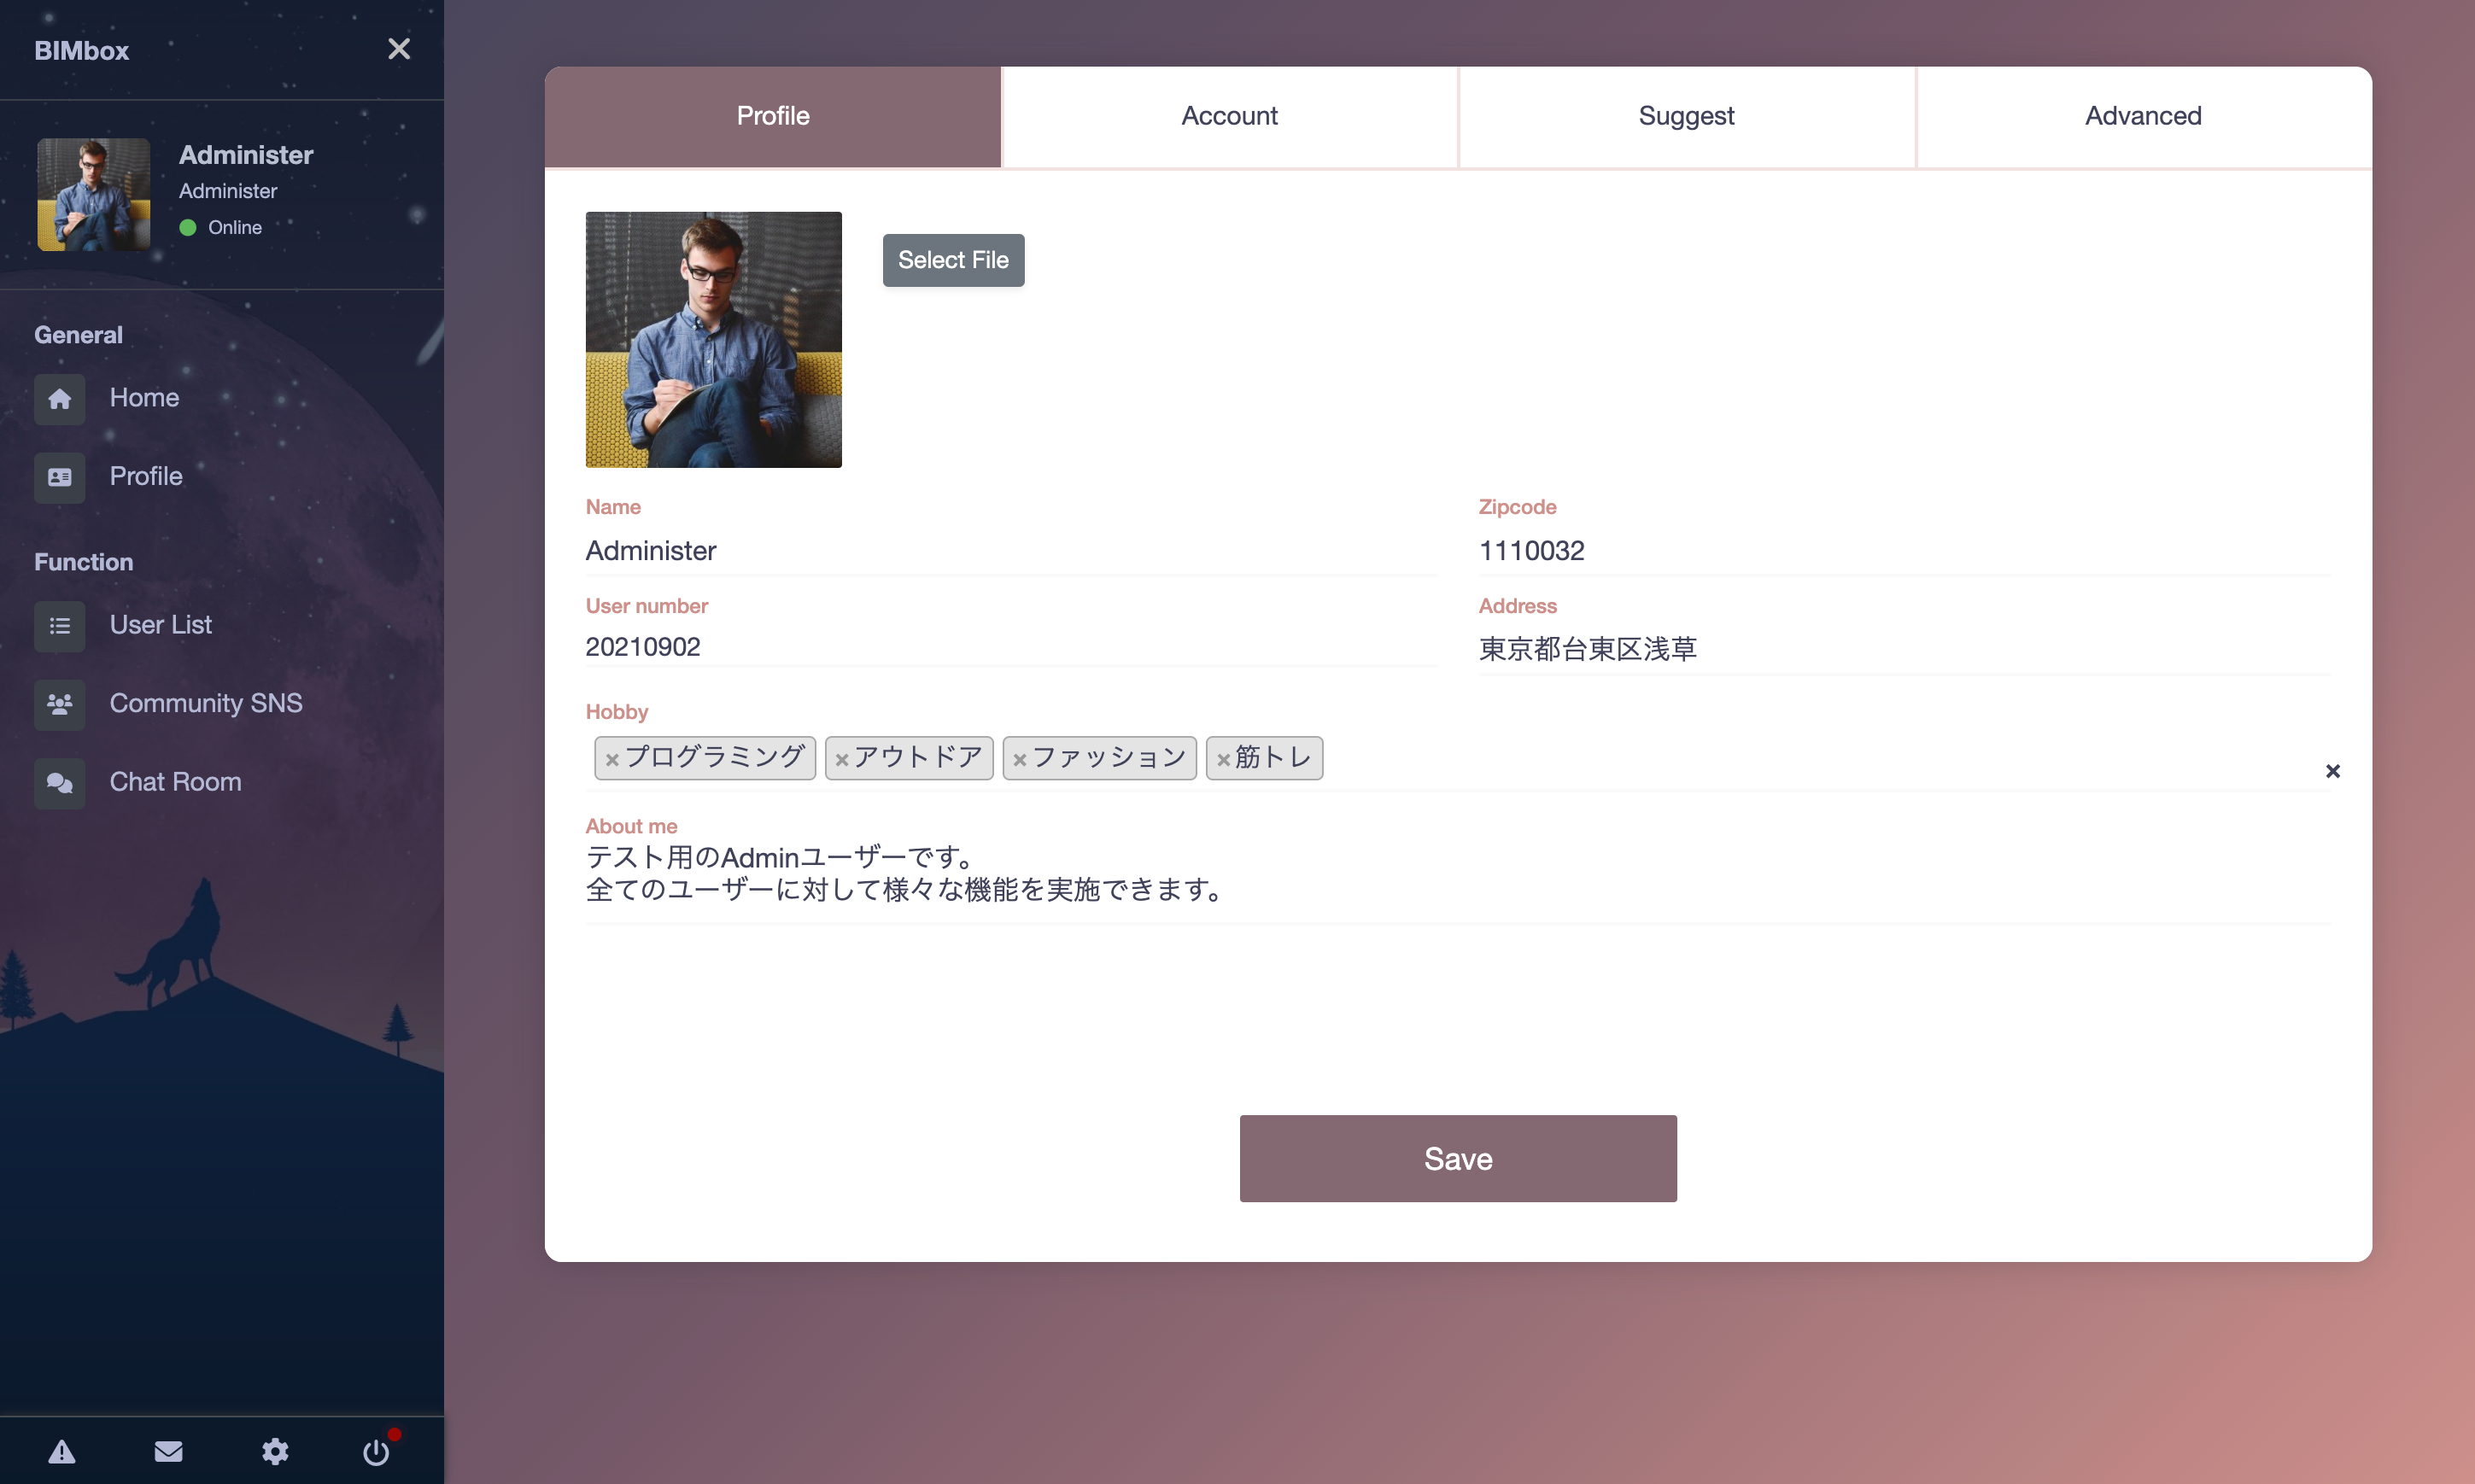 BIMbox
Administer
Administer
Online
General
Home
Profile
Function
User List
Community SNS
Chat Room
Profile
Account
Suggest
Advanced
Select File
Name
Administer
Zipcode
1110032
User number
20210902
Address
東京都台東区浅草
Hobby
×プログラミング ×アウトドア ×ファッション ×筋トレ ×
About me
テスト用のAdminユーザーです。
全てのユーザーに対して様々な機能を実施できます。
Save